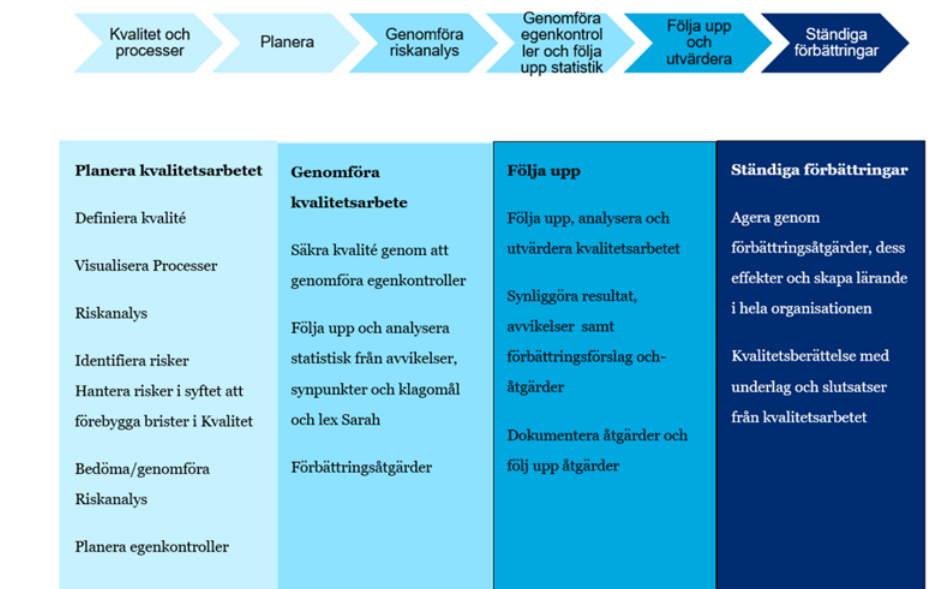 Kvalitet och
processer
Planera
Genomföra
riskanalys
Genomföra
egenkontrol
ler och följa
upp statistik
Följa upp
och
utvärdera
Ständiga
förbättringar
Planera kvalitetsarbetet
Definiera kvalité
Visualisera Processer
Riskanalys
Identifiera risker
Hantera risker i syftet att
förebygga brister i Kvalitet
Bedöma/genomföra
Riskanalys
Planera egenkontroller
Genomföra
kvalitetsarbete
Säkra kvalité genom att
genomföra egenkontroller
Följa upp och analysera
statistisk från avvikelser,
synpunkter och klagomål
och lex Sarah
Förbättringsåtgärder
Följa upp
Följa upp, analysera och
utvärdera kvalitetsarbetet
Synliggöra resultat,
avvikelser samt
förbättringsförslag och-
åtgärder
Dokumentera åtgärder och
följ upp åtgärder
Ständiga förbättringar
Agera genom
förbättringsåtgärder, dess
effekter och skapa lärande
i hela organisationen
Kvalitetsberättelse med
underlag och slutsatser
från kvalitetsarbetet